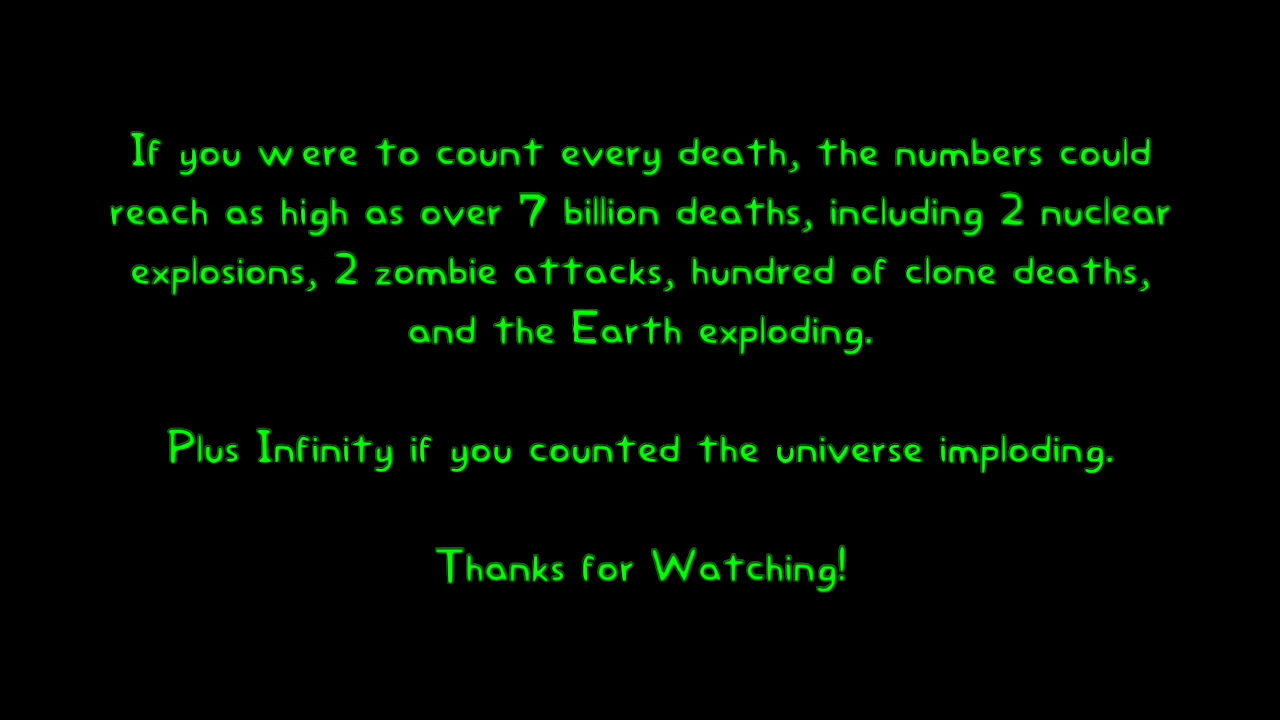 If you were to count every death, the numbers could
reach as high as over 7 billion deaths, including 2 nuclear
explosions, 2 zombie attacks, hundred of clone deaths,
and the Earth exploding.
Plus Infinity if you counted the universe imploding.
Thanks for Watching!